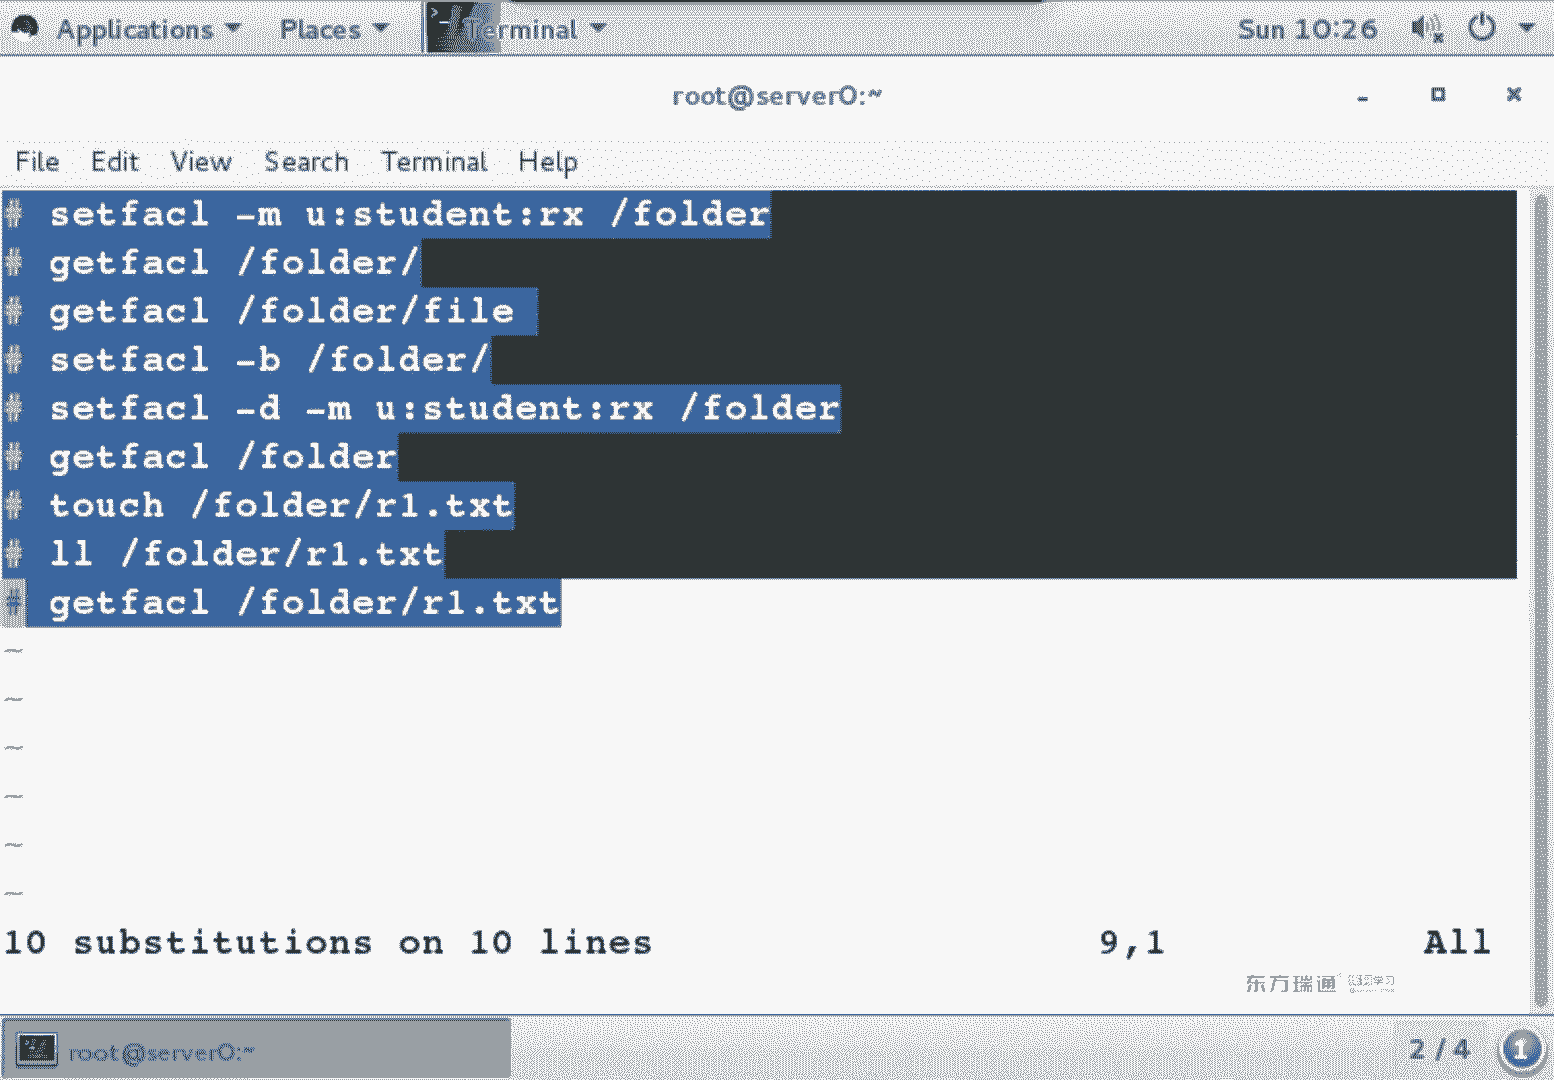 Applications Places Terminal Sun 10:26
root@server0:~
File Edit View Search Terminal Help
# setfacl -m u:student:rx /folder
# getfacl /folder/
# getfacl /folder/file
# setfacl -b /folder/
# setfacl -d -m u:student:rx /folder
# getfacl /folder
# touch /folder/r1.txt
# ll /folder/r1.txt
# getfacl /folder/r1.txt
~
~
~
~
~
~
10 substitutions on 10 lines 9,1 All
东方瑞通
root@server0:~ 2 / 4 1